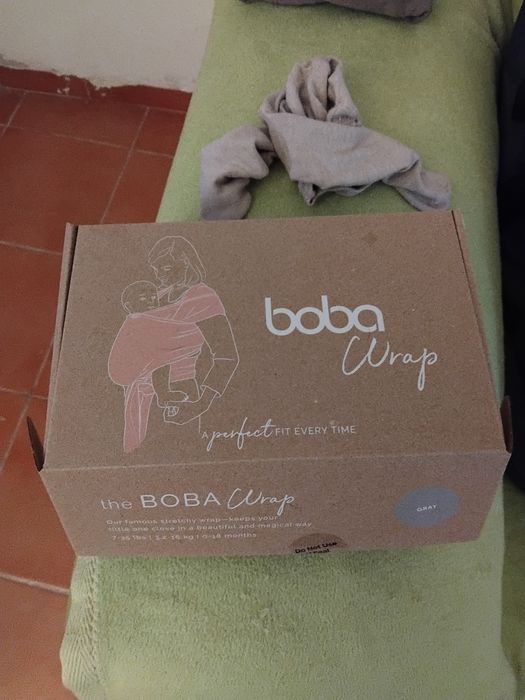 boba
Wrap
A perfect FIT EVERY TIME
the BOBA Wrap
Our famous stretchy wrap—keeps your
little one close in a beautiful and magical way
7-35 lbs | 3.2-16 kg | 0-18 months
GRAY
Do Not Use